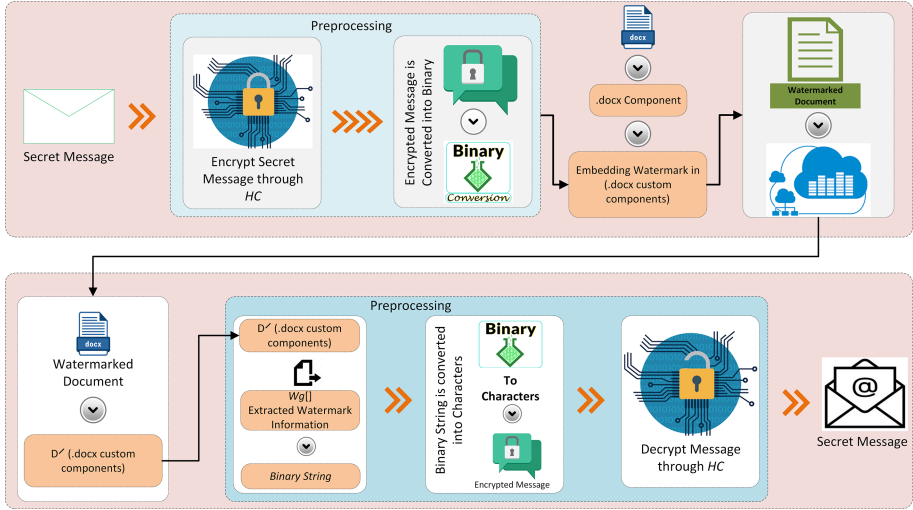 Preprocessing
Secret Message
Encrypt Secret
Message through
HC
Encrypted Message is
Converted into Binary
Binary
Conversion
docx
.docx Component
Embedding Watermark in
(.docx custom
components)
Watermarked
Document
Preprocessing
docx
Watermarked
Document
D′ (.docx custom
components)
D′ (.docx custom
components)
Wg[]
Extracted Watermark
Information
Binary String
Binary String is converted
into Characters
Binary
To
Characters
Encrypted Message
Decrypt Message
through HC
@
Secret Message